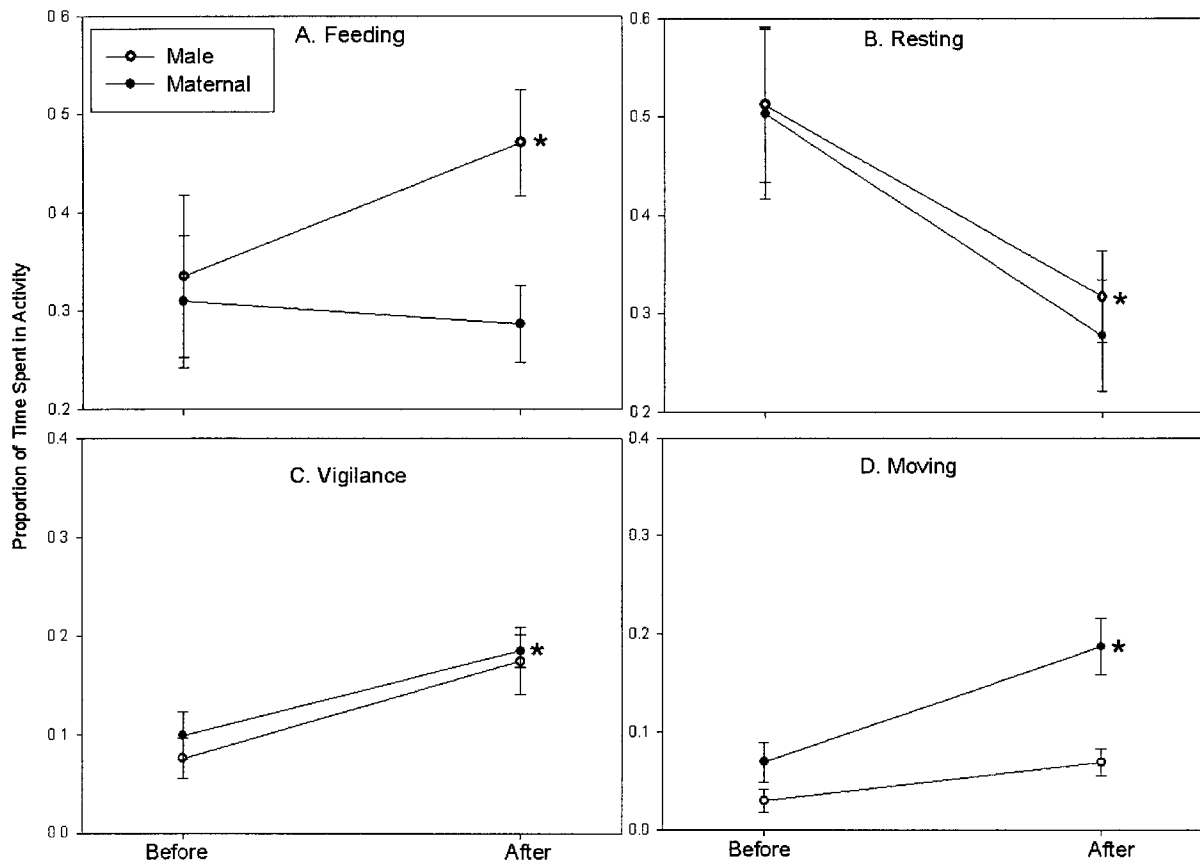 A. Feeding
Male
Maternal
0.6
0.5
0.4
0.3
0.2
*
B. Resting
0.6
0.5
0.4
0.3
0.2
*
Proportion of Time Spent in Activity
C. Vigilance
0.4
0.3
0.2
0.1
0.0
*
Before
After
D. Moving
0.4
0.3
0.2
0.1
0.0
*
Before
After